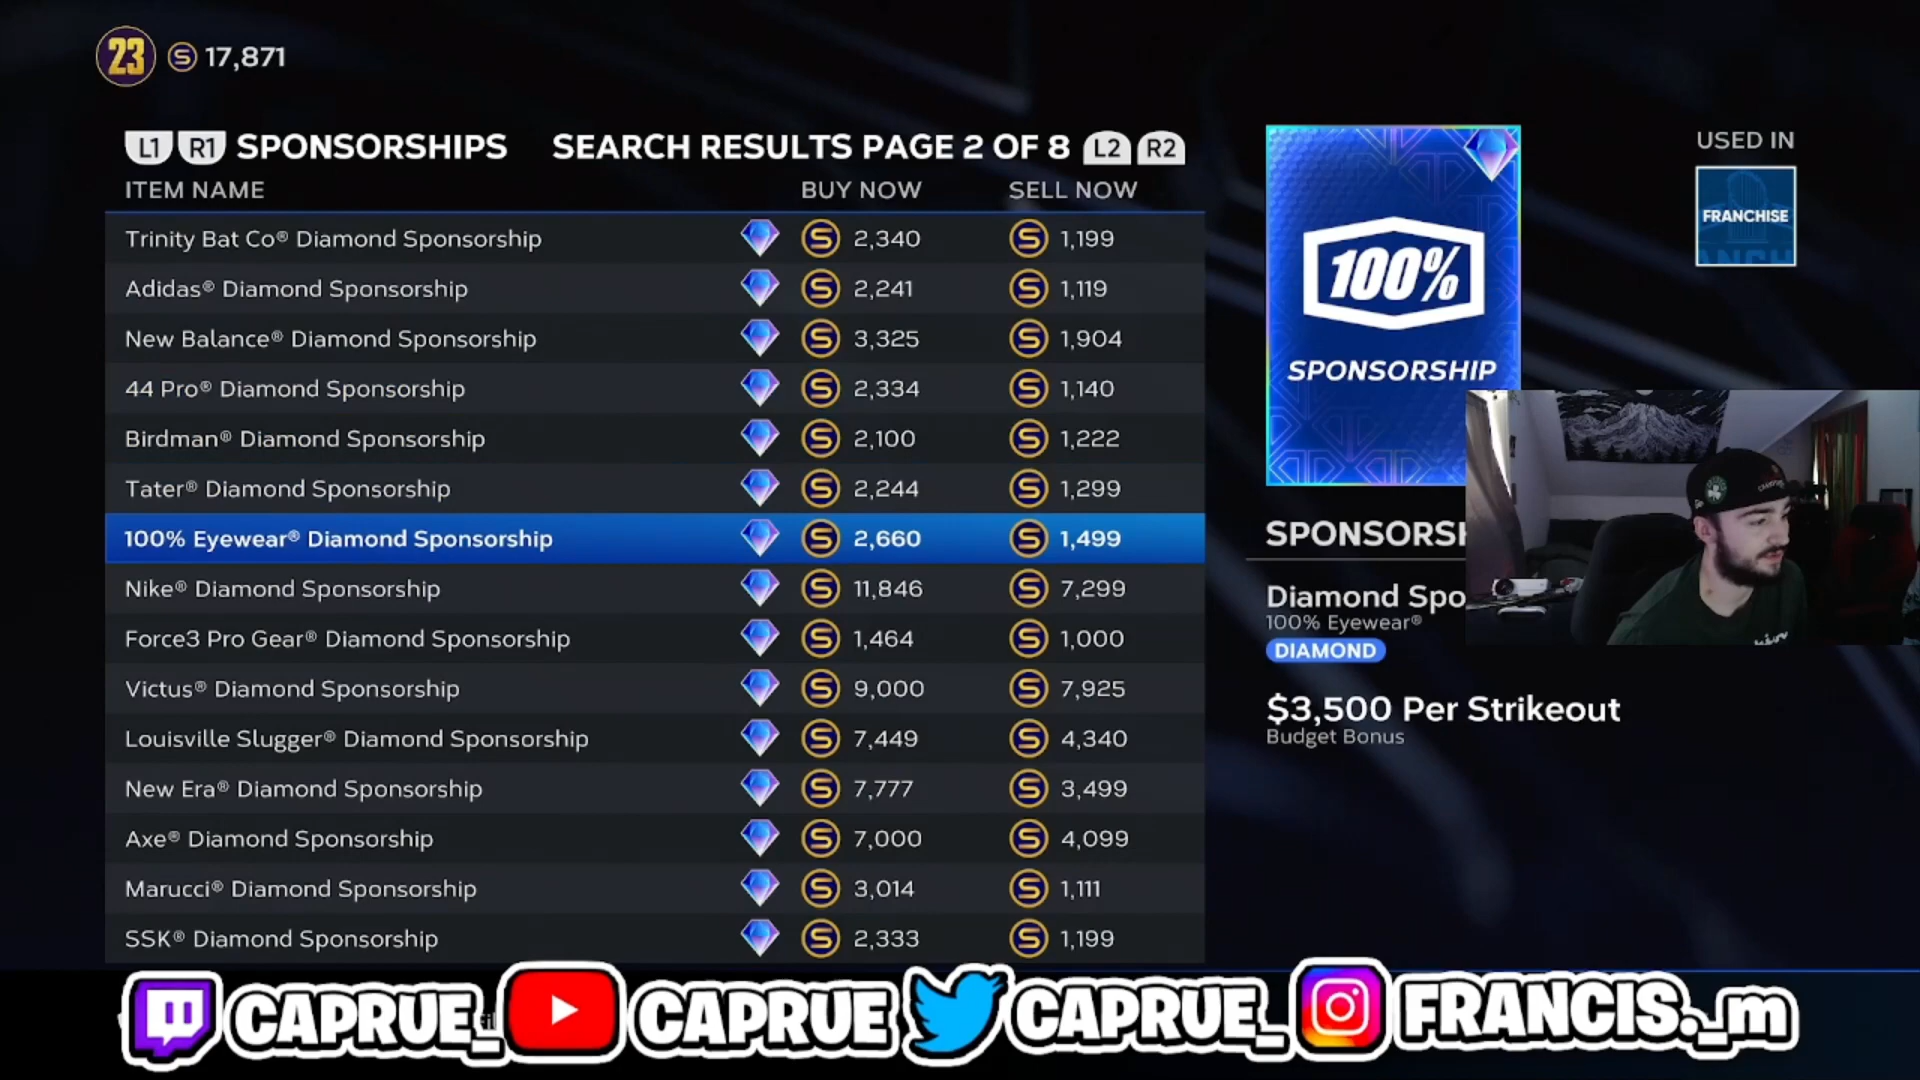 23 S 17,871
L1 R1 SPONSORSHIPS SEARCH RESULTS PAGE 2 OF 8 L2 R2
ITEM NAME BUY NOW SELL NOW
Trinity Bat Co® Diamond Sponsorship S 2,340 S 1,199
Adidas® Diamond Sponsorship S 2,241 S 1,119
New Balance® Diamond Sponsorship S 3,325 S 1,904
44 Pro® Diamond Sponsorship S 2,334 S 1,140
Birdman® Diamond Sponsorship S 2,100 S 1,222
Tater® Diamond Sponsorship S 2,244 S 1,299
100% Eyewear® Diamond Sponsorship S 2,660 S 1,499
Nike® Diamond Sponsorship S 11,846 S 7,299
Force3 Pro Gear® Diamond Sponsorship S 1,464 S 1,000
Victus® Diamond Sponsorship S 9,000 S 7,925
Louisville Slugger® Diamond Sponsorship S 7,449 S 4,340
New Era® Diamond Sponsorship S 7,777 S 3,499
Axe® Diamond Sponsorship S 7,000 S 4,099
Marucci® Diamond Sponsorship S 3,014 S 1,111
SSK® Diamond Sponsorship S 2,333 S 1,199
100%
SPONSORSHIP
USED IN
FRANCHISE
SPONSORSH
Diamond Spo
100% Eyewear®
DIAMOND
$3,500 Per Strikeout
Budget Bonus
CAPRUE_ CAPRUE CAPRUE_ FRANCIS._m